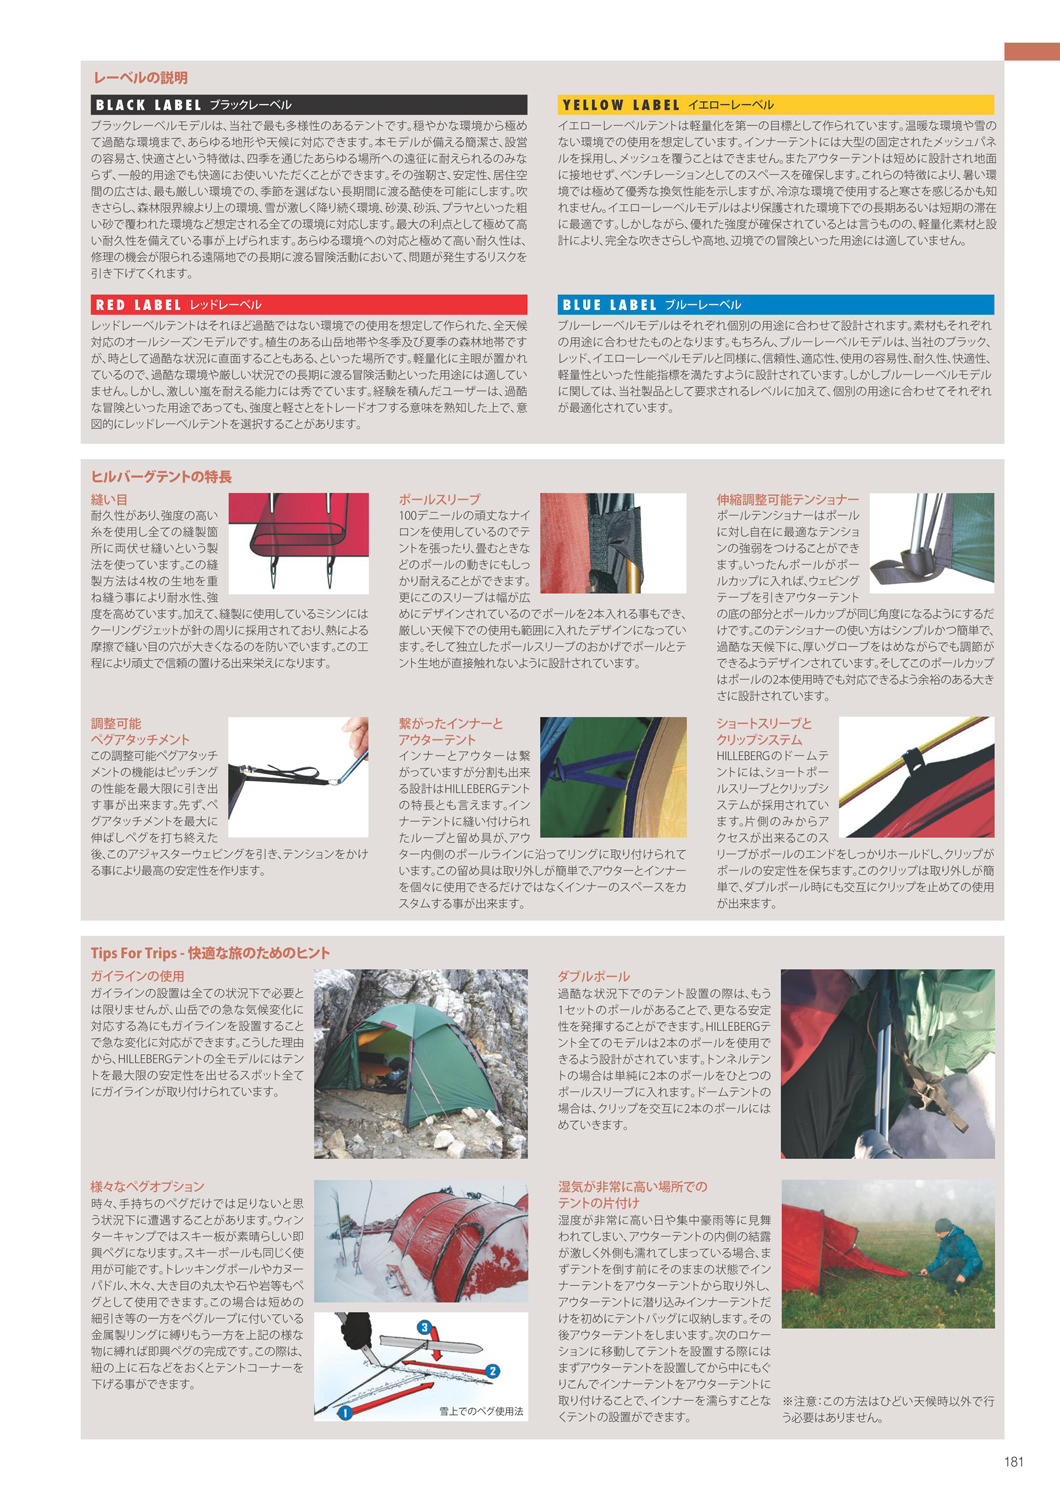 レーベルの説明
BLACK LABEL ブラックレーベル
ブラックレーベルモデルは、当社で最も多様性のあるテントです。穏やかな環境から極め
て過酷な環境まで、あらゆる地形や天候に対応できます。本モデルが備える簡潔さ、設営
の容易さ、快適さという特徴は、四季を通じたあらゆる場所への遠征に耐えられるのみな
らず、一般的用途でも快適にお使いいただくことができます。その強靭さ、安定性、居住空
間の広さは、最も厳しい環境での、季節を選ばない長期間に渡る酷使を可能にします。吹
きさらし、森林限界線より上の環境、雪が激しく降り続く環境、砂漠、砂浜、プラヤといった粗
い砂で覆われた環境など想定される全ての環境に対応します。最大の利点として極めて高
い耐久性を備えている事が上げられます。あらゆる環境への対応と極めて高い耐久性は、
修理の機会が限られる遠隔地での長期に渡る冒険活動において、問題が発生するリスクを
引き下げてくれます。
YELLOW LABEL イエローレーベル
イエローレーベルテントは軽量化を第一の目標として作られています。温暖な環境や雪の
ない環境での使用を想定しています。インナーテントには大型の固定されたメッシュパネ
ルを採用し、メッシュを覆うことはできません。またアウターテントは短めに設計され地面
に接地せず、ベンチレーションとしてのスペースを確保します。これらの特徴により、暑い環
境では極めて優秀な換気性能を示しますが、冷涼な環境で使用すると寒さを感じるかも知
れません。イエローレーベルモデルはより保護された環境下での長期あるいは短期の滞在
に最適です。しかしながら、優れた強度が確保されているとは言うものの、軽量化素材と設
計により、完全な吹きさらしや高地、辺境での冒険といった用途には適していません。
RED LABEL レッドレーベル
レッドレーベルテントはそれほど過酷ではない環境での使用を想定して作られた、全天候
対応のオールシーズンモデルです。植生のある山岳地帯や冬季及び夏季の森林地帯です
が、時として過酷な状況に直面することもある、といった場所です。軽量化に主眼が置かれ
ているので、過酷な環境や厳しい状況での長期に渡る冒険活動といった用途には適してい
ません。しかし、激しい嵐を耐える能力には秀でています。経験を積んだユーザーは、過酷
な冒険といった用途であっても、強度と軽さとをトレードオフする意味を熟知した上で、意
図的にレッドレーベルテントを選択することがあります。
BLUE LABEL ブルーレーベル
ブルーレーベルモデルはそれぞれ個別の用途に合わせて設計されます。素材もそれぞれ
の用途に合わせたものとなります。もちろん、ブルーレーベルモデルは、当社のブラック、
レッド、イエローレーベルモデルと同様に、信頼性、適応性、使用の容易性、耐久性、快適性、
軽量性といった性能指標を満たすように設計されています。しかしブルーレーベルモデル
に関しては、当社製品として要求されるレベルに加えて、個別の用途に合わせてそれぞれ
が最適化されています。
ヒルバーグテントの特長
縫い目
耐久性があり、強度の高い
糸を使用し全ての縫製箇
所に両伏せ縫いという製
法を使っています。この縫
製方法は4枚の生地を重
ね縫う事により耐水性、強
度を高めています。加えて、縫製に使用しているミシンには
クーリングジェットが針の周りに採用されており、熱による
摩擦で縫い目の穴が大きくなるのを防いでいます。この工
程により頑丈で信頼の置ける出来栄えになります。
ポールスリーブ
100デニールの頑丈なナイ
ロンを使用しているのでテ
ントを張ったり、畳むときな
どのポールの動きにもしっ
かり耐えることができます。
更にこのスリーブは幅が広
めにデザインされているのでポールを2本入れる事もでき、
厳しい天候下での使用も範囲に入れたデザインになってい
ます。そして独立したポールスリーブのおかげでポールとテ
ント生地が直接触れないように設計されています。
伸縮調整可能テンショナー
ポールテンショナーはポール
に対し自在に最適なテンショ
ンの強弱をつけることができ
ます。いったんポールがポー
ルカップに入れば、ウェビング
テープを引きアウターテント
の底の部分とポールカップが同じ角度になるようにするだ
けです。このテンショナーの使い方はシンプルかつ簡単で、
過酷な天候下に、厚いグローブをはめながらでも調節が
できるようデザインされています。そしてこのポールカップ
はポールの2本使用時でも対応できるよう余裕のある大き
さに設計されています。
調整可能
ペグアタッチメント
この調整可能ペグアタッチ
メントの機能はピッチング
の性能を最大限に引き出
す事が出来ます。先ず、ペ
グアタッチメントを最大に
伸ばしペグを打ち終えた
後、このアジャスターウェビングを引き、テンションをかけ
る事により最高の安定性を作ります。
繋がったインナーと
アウターテント
インナーとアウターは繋
がっていますが分割も出来
る設計はHILLEBERGテント
の特長とも言えます。イン
ナーテントに縫い付けられ
たループと留め具が、アウ
ター内側のポールラインに沿ってリングに取り付けられて
います。この留め具は取り外しが簡単で、アウターとインナー
を個々に使用できるだけではなくインナーのスペースをカ
スタムする事が出来ます。
ショートスリーブと
クリップシステム
HILLEBERGのドームテ
ントには、ショートポー
ルスリーブとクリップシ
ステムが採用されてい
ます。片側のみからア
クセスが出来るこのス
リーブがポールのエンドをしっかりホールドし、クリップが
ポールの安定性を保ちます。このクリップは取り外しが簡
単で、ダブルポール時にも交互にクリップを止めての使用
が出来ます。
Tips For Trips - 快適な旅のためのヒント
ガイラインの使用
ガイラインの設置は全ての状況下で必要と
は限りませんが、山岳での急な気候変化に
対応する為にもガイラインを設置すること
で急な変化に対応ができます。こうした理由
から、HILLEBERGテントの全モデルにはテン
トを最大限の安定性を出せるスポット全て
にガイラインが取り付けられています。
ダブルポール
過酷な状況下でのテント設置の際は、もう
1セットのポールがあることで、更なる安定
性を発揮することができます。HILLEBERGテ
ント全てのモデルは2本のポールを使用で
きるよう設計がされています。トンネルテン
トの場合は単純に2本のポールをひとつの
ポールスリーブに入れます。ドームテントの
場合は、クリップを交互に2本のポールには
めていきます。
様々なペグオプション
時々、手持ちのペグだけでは足りないと思
う状況下に遭遇することがあります。ウィン
ターキャンプではスキー板が素晴らしい即
興ペグになります。スキーポールも同じく使
用が可能です。トレッキングポールやカヌー
パドル、木々、大き目の丸太や石や岩等もペ
グとして使用できます。この場合は短めの
細引き等の一方をペグループに付いている
金属製リングに縛りもう一方を上記の様な
物に縛れば即興ペグの完成です。この際は、
紐の上に石などをおくとテントコーナーを
下げる事ができます。
3
2
1
雪上でのペグ使用法
湿気が非常に高い場所での
テントの片付け
湿度が非常に高い日や集中豪雨等に見舞
われてしまい、アウターテントの内側の結露
が激しく外側も濡れてしまっている場合、ま
ずテントを倒す前にそのままの状態でイン
ナーテントをアウターテントから取り外し、
アウターテントに潜り込みインナーテントだ
けを初めにテントバッグに収納します。その
後アウターテントをしまいます。次のロケー
ションに移動してテントを設置する際には
まずアウターテントを設置してから中にもぐ
りこんでインナーテントをアウターテントに
取り付けることで、インナーを濡らすことな
くテントの設置ができます。
※注意：この方法はひどい天候時以外で行
う必要はありません。
181